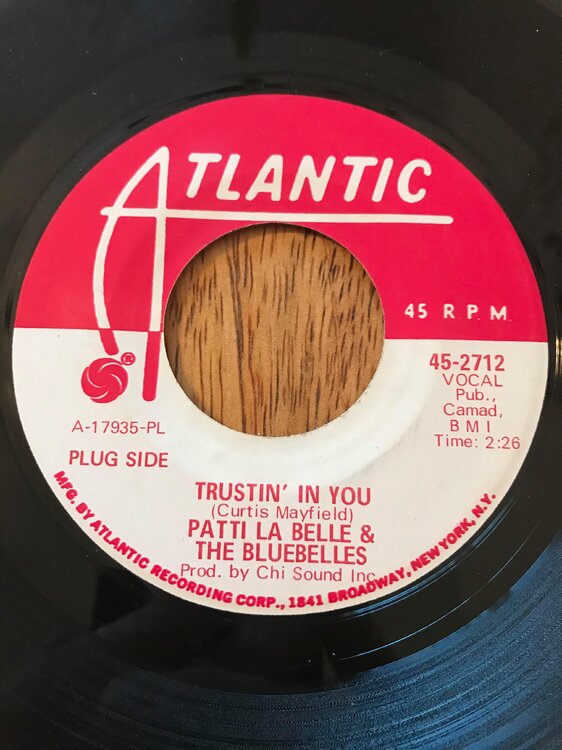 ATLANTIC
45 R.P.M.
®
A-17935-PL
PLUG SIDE
45-2712
VOCAL
Pub.,
Camad,
BMI
Time: 2:26
TRUSTIN' IN YOU
(Curtis Mayfield)
PATTI LA BELLE &
THE BLUEBELLES
Prod. by Chi Sound Inc.
MFG. BY ATLANTIC RECORDING CORP., 1841 BROADWAY, NEW YORK, N.Y.